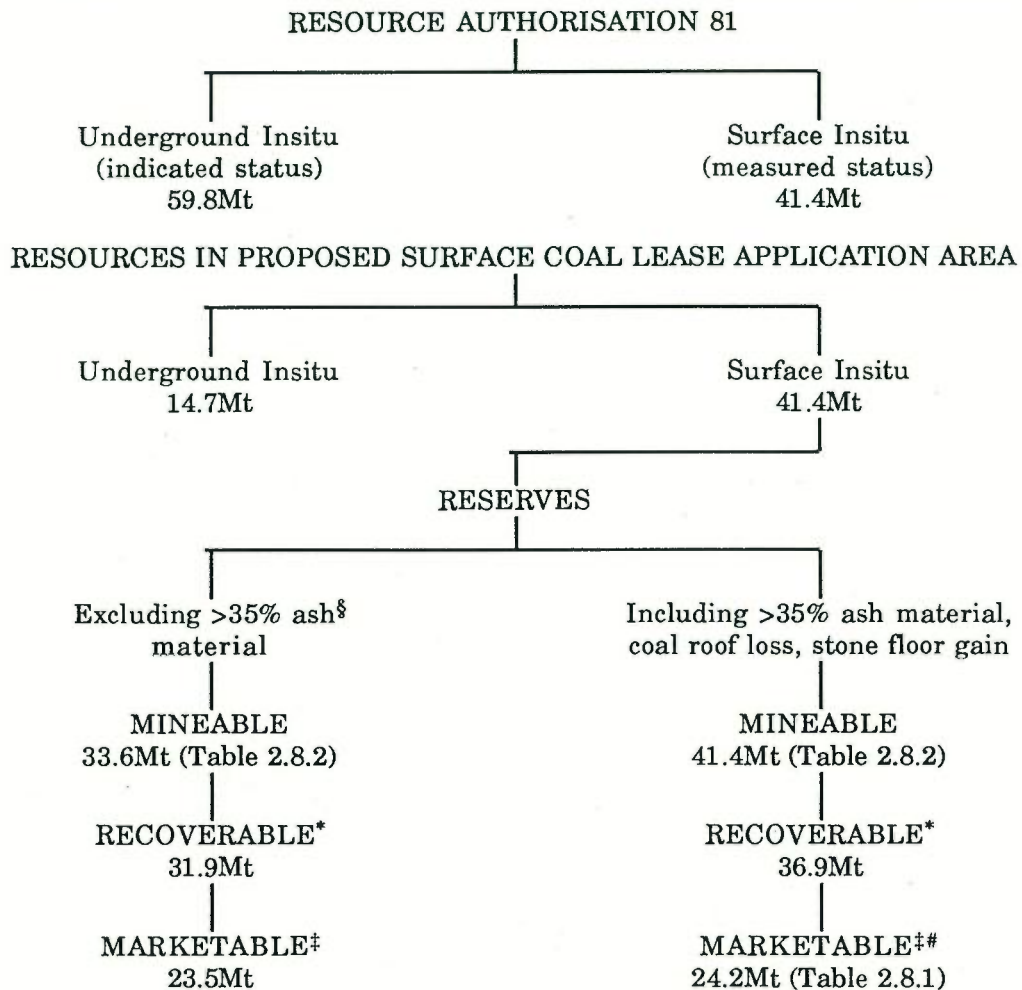 RESOURCE AUTHORISATION 81
Underground Insitu
(indicated status)
59.8Mt
Surface Insitu
(measured status)
41.4Mt
RESOURCES IN PROPOSED SURFACE COAL LEASE APPLICATION AREA
Underground Insitu
14.7Mt
Surface Insitu
41.4Mt
RESERVES
Excluding >35% ash§
material
Including >35% ash material,
coal roof loss, stone floor gain
MINEABLE
33.6Mt (Table 2.8.2)
MINEABLE
41.4Mt (Table 2.8.2)
RECOVERABLE*
31.9Mt
RECOVERABLE*
36.9Mt
MARKETABLE‡
23.5Mt
MARKETABLE‡#
24.2Mt (Table 2.8.1)